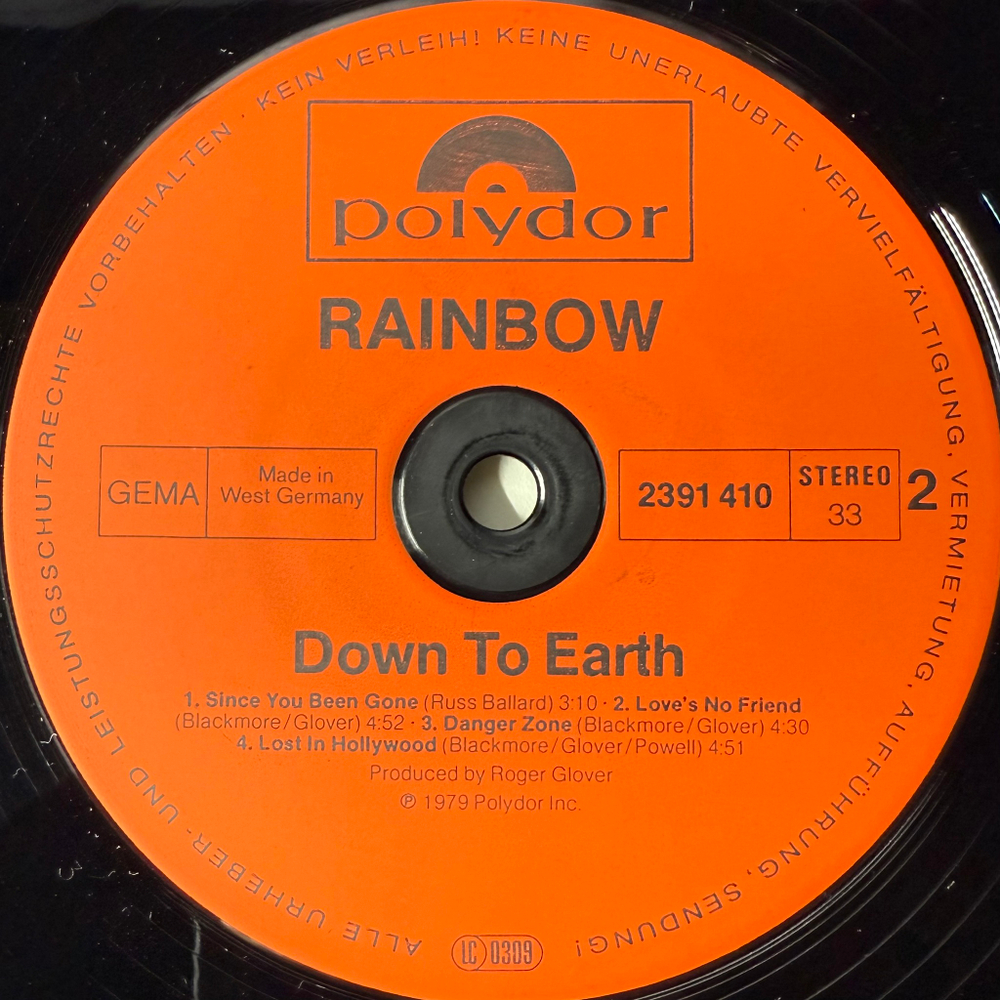 ALLE URHEBER- UND LEISTUNGSSCHUTZRECHTE VORBEHALTEN · KEIN VERLEIH! KEINE UNERLAUBTE VERVIELFÄLTIGUNG, VERMIETUNG, AUFFÜHRUNG, SENDUNG!
polydor
RAINBOW
GEMA
Made in
West Germany
2391 410
STEREO
33
2
Down To Earth
1. Since You Been Gone (Russ Ballard) 3:10 · 2. Love's No Friend
(Blackmore/Glover) 4:52 · 3. Danger Zone (Blackmore/Glover) 4:30
4. Lost In Hollywood (Blackmore/Glover/Powell) 4:51
Produced by Roger Glover
℗ 1979 Polydor Inc.
LC 0309